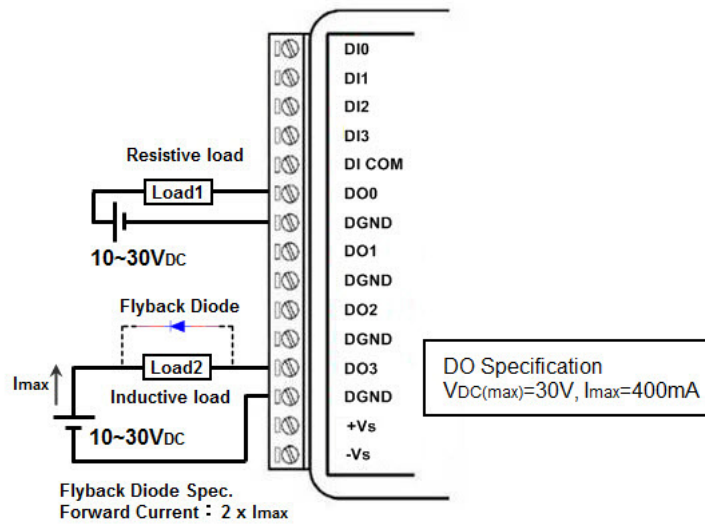 DI0
DI1
DI2
DI3
DI COM
DO0
DGND
DO1
DGND
DO2
DGND
DO3
DGND
+Vs
-Vs
Resistive load
Load1
10~30VDC
Flyback Diode
Load2
Imax
Inductive load
10~30VDC
Flyback Diode Spec.
Forward Current : 2 x Imax
DO Specification
VDC(max)=30V, Imax=400mA